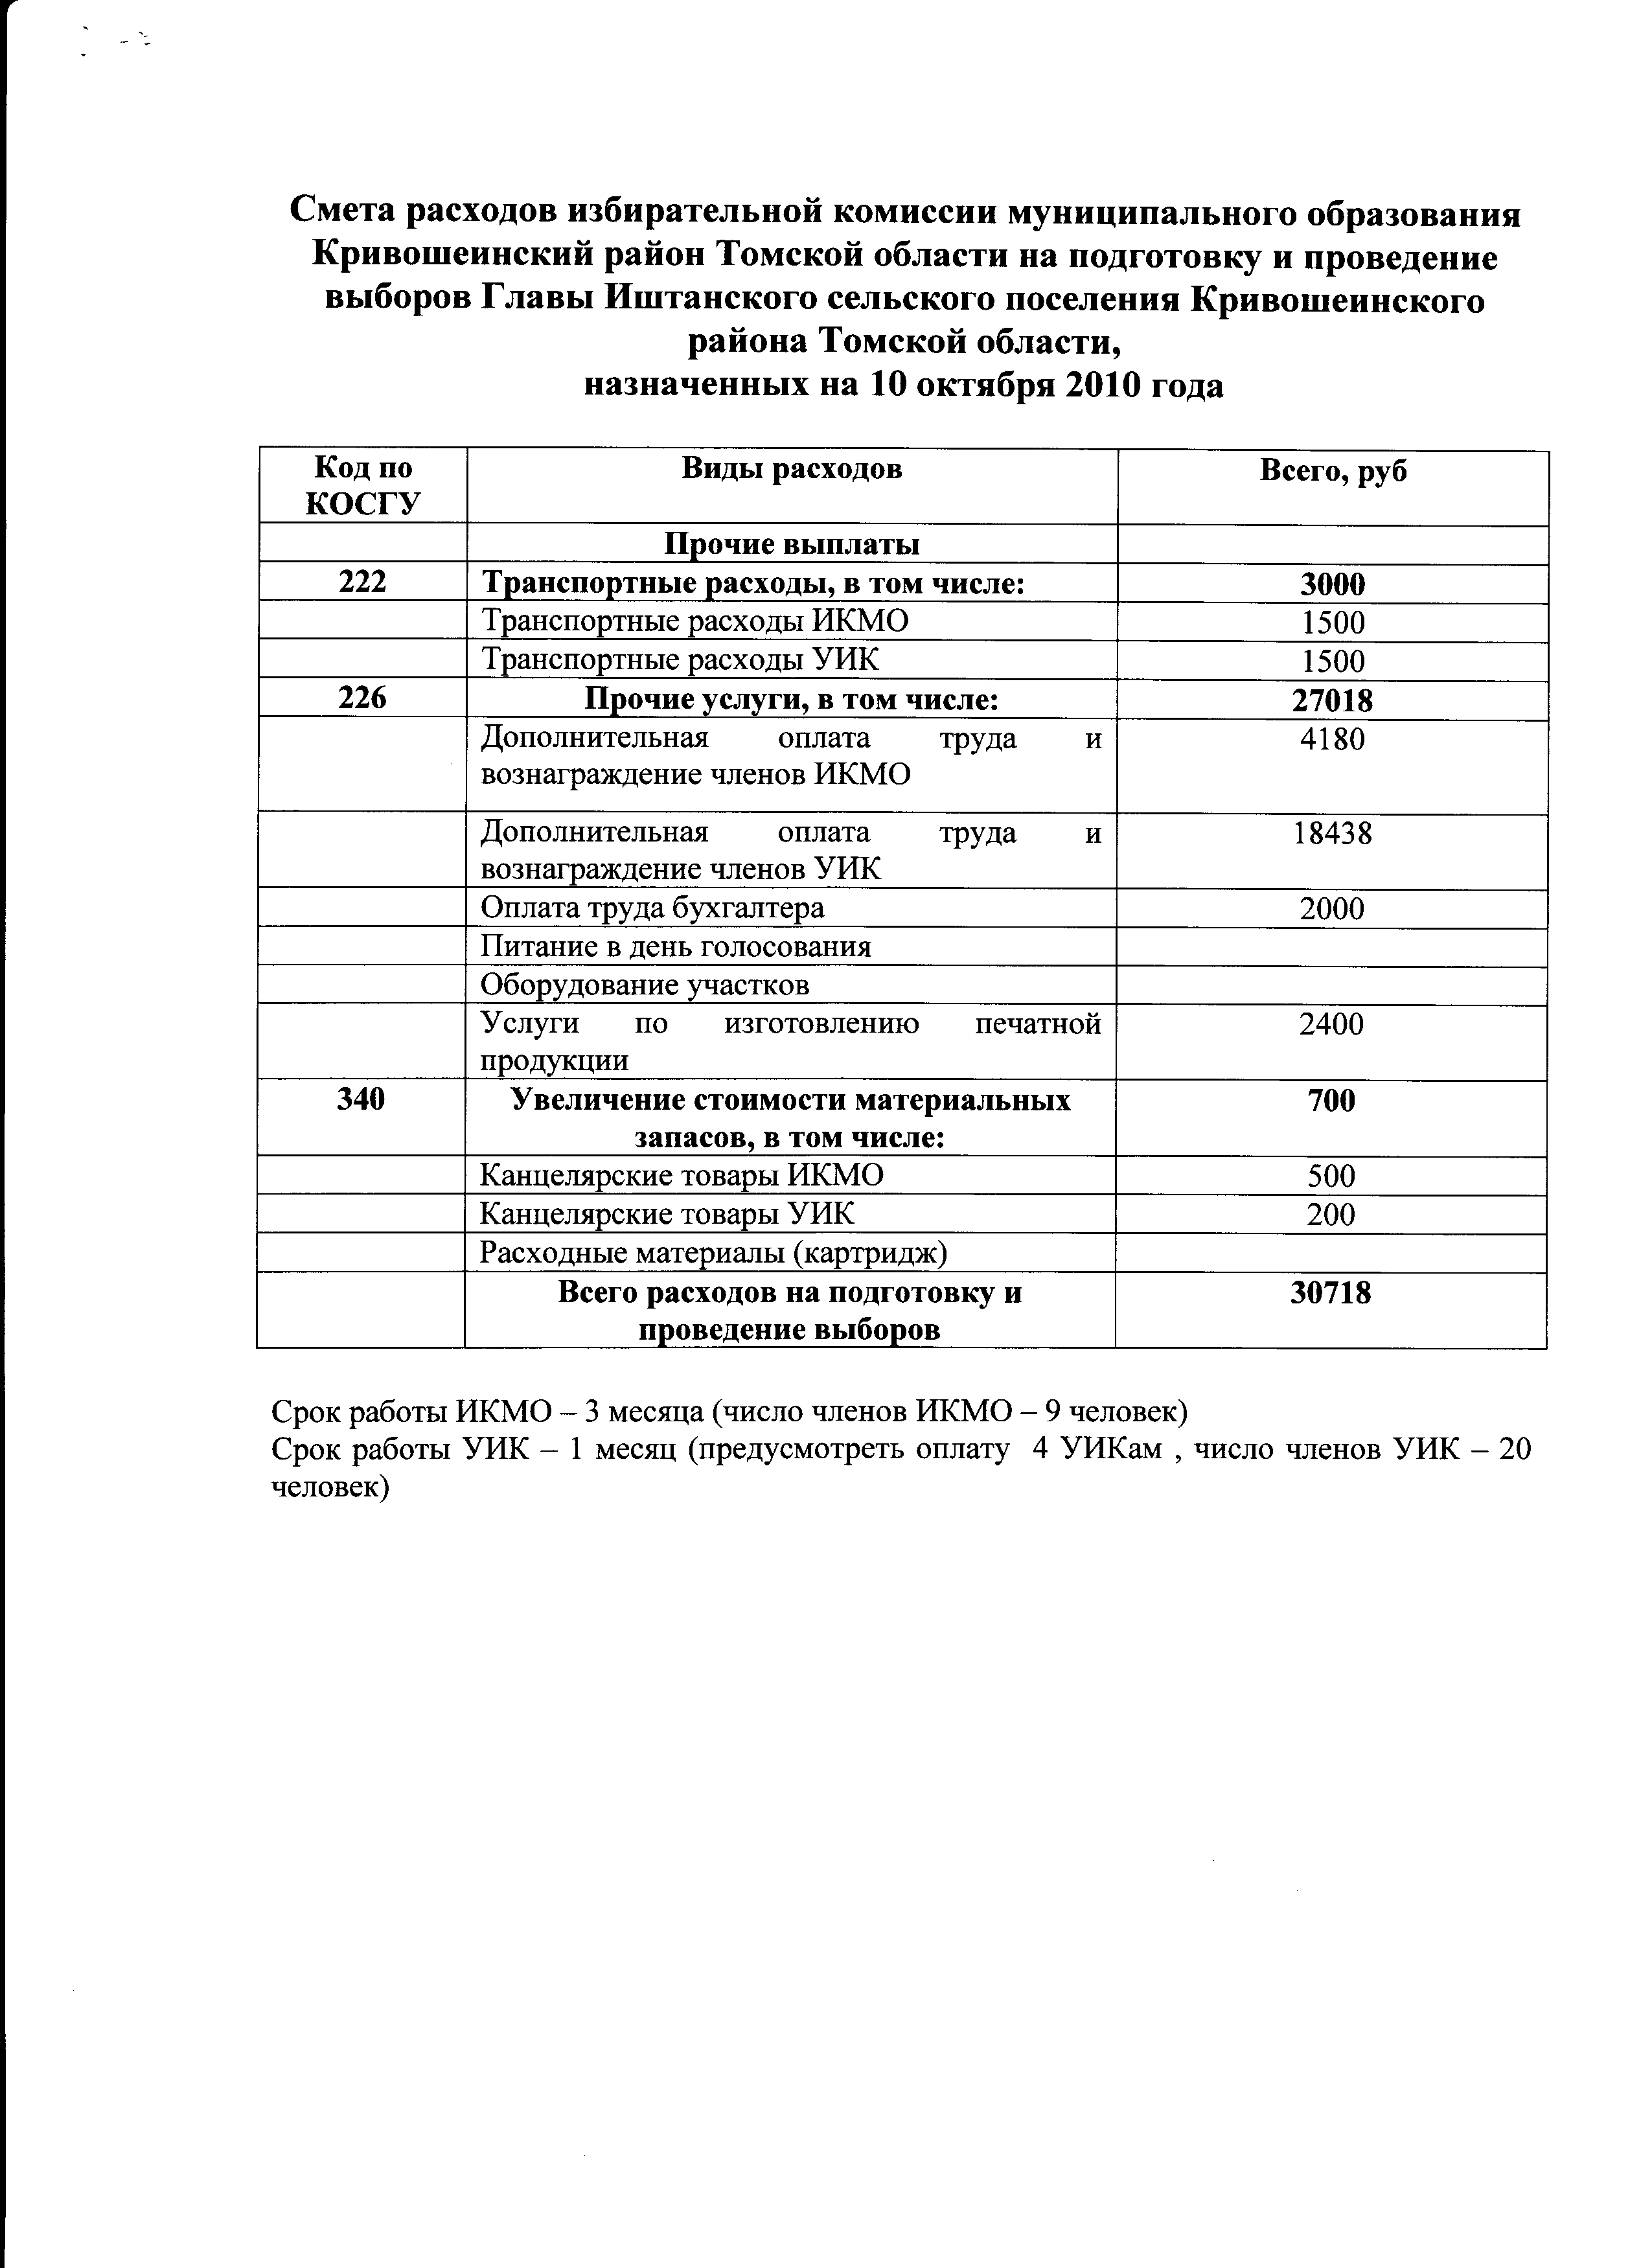 Смета расходов избирательной комиссии муниципального образования
Кривошеинский район Томской области на подготовку и проведение
выборов Главы Иштанского сельского поселения Кривошеинского
района Томской области,
назначенных на 10 октября 2010 года
Код по КОСГУ Виды расходов Всего, руб
Прочие выплаты
222 Транспортные расходы, в том числе: 3000
Транспортные расходы ИКМО 1500
Транспортные расходы УИК 1500
226 Прочие услуги, в том числе: 27018
Дополнительная оплата труда и 4180
вознаграждение членов ИКМО
Дополнительная оплата труда и 18438
вознаграждение членов УИК
Оплата труда бухгалтера 2000
Питание в день голосования
Оборудование участков
Услуги по изготовлению печатной 2400
продукции
340 Увеличение стоимости материальных 700
запасов, в том числе:
Канцелярские товары ИКМО 500
Канцелярские товары УИК 200
Расходные материалы (картридж)
Всего расходов на подготовку и 30718
проведение выборов
Срок работы ИКМО – 3 месяца (число членов ИКМО – 9 человек)
Срок работы УИК – 1 месяц (предусмотреть оплату 4 УИКам , число членов УИК – 20
человек)